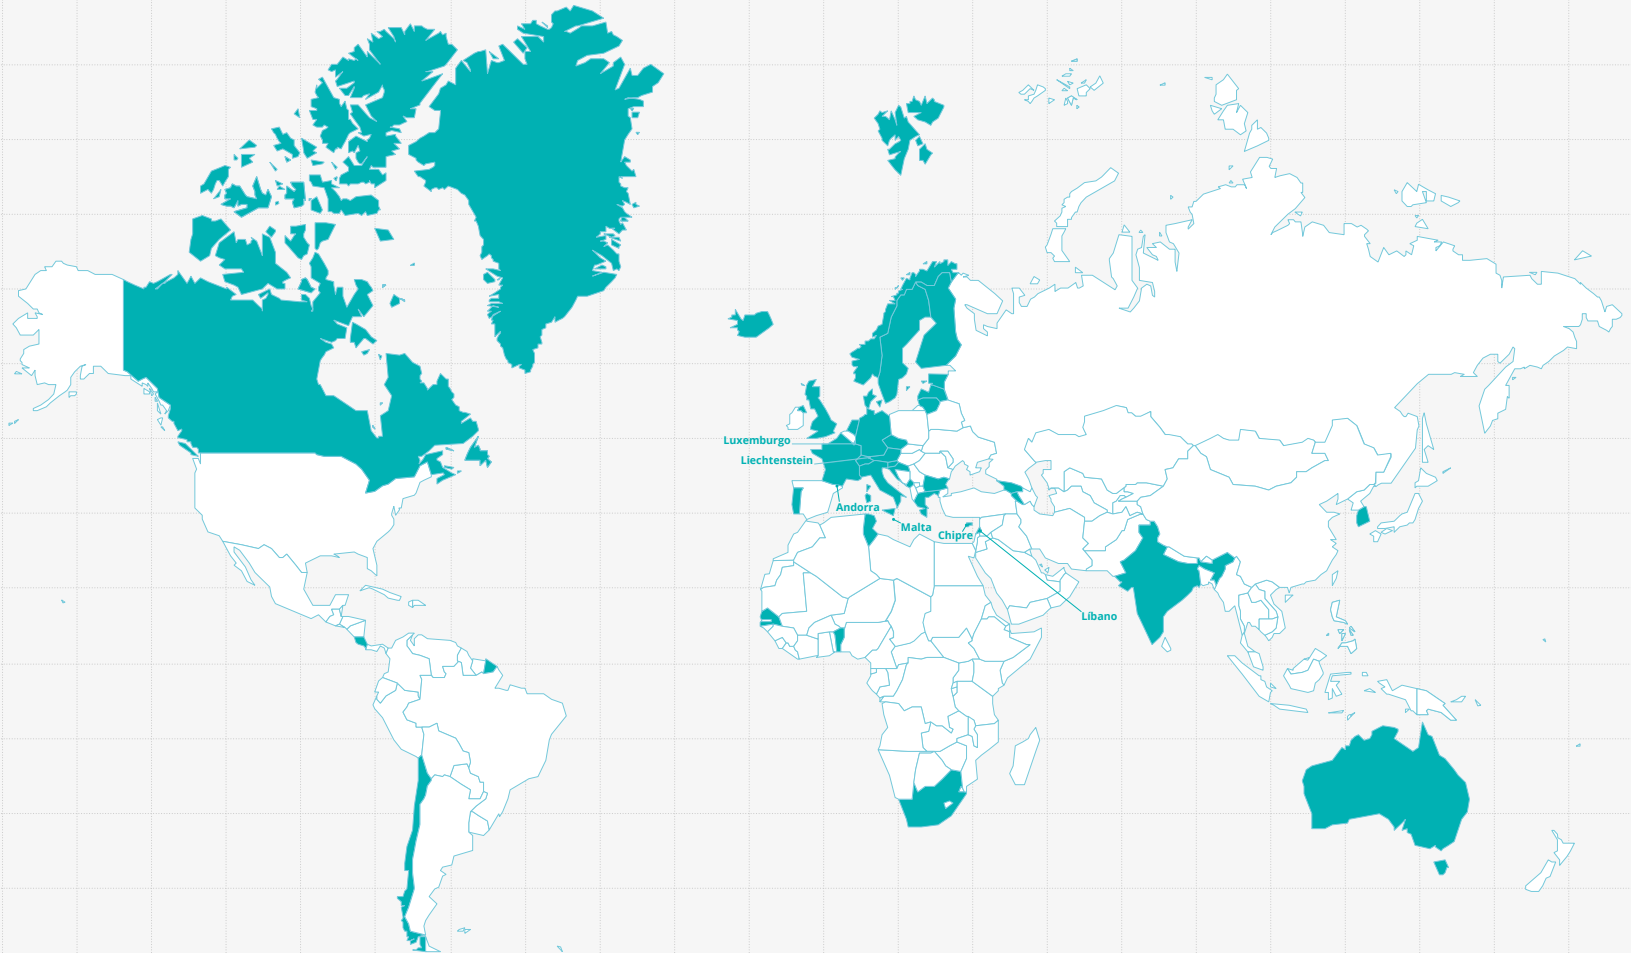 Luxemburgo
Liechtenstein
Andorra
Malta
Chipre
Líbano